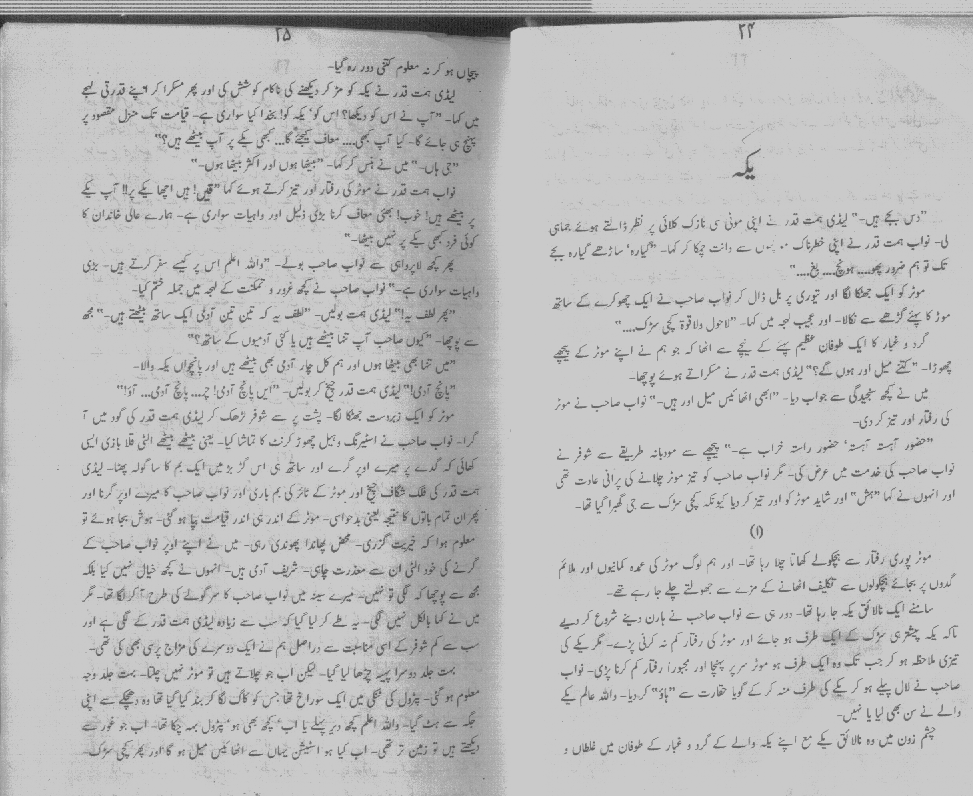 ۲۴
یکہ
"دس بجے ہیں۔" لیڈی ہمت قدر نے اپنی موٹی سی نازک کلائی پر نظر ڈالتے ہوئے جماہی
لی۔ نواب ہمت قدر نے اپنی خطرناک سے دانت چمکا کر کہا۔ "گیارہ' ساڑھے گیارہ بجے
تک تو ہم ضرور پھو.... ہونچ.... بغ...."
موٹر کو ایک جھٹکا لگا اور تیوری پر بل ڈال کر نواب صاحب نے ایک چھوکرے کے ساتھ
موڑ کا پہیہ گڑھے سے نکالا۔ اور عجیب لہجہ میں کہا۔ "لاحول ولاقوۃ کچی سڑک...."
گرد و غبار کا ایک طوفان عظیم پہیئے کے نیچے سے اٹھا کہ جو ہم نے اپنے موٹر کے پیچھے
چھوڑا۔ "کتنے میل اور ہوں گے؟" لیڈی ہمت قدر نے مسکراتے ہوئے پوچھا۔
میں نے کچھ سنجیدگی سے جواب دیا۔ "ابھی اٹھائیس میل اور ہیں۔" نواب صاحب نے موٹر
کی رفتار اور تیز کر دی۔
"حضور آہستہ آہستہ' حضور راستہ خراب ہے۔" پیچھے سے مودبانہ طریقے سے شوفر نے
نواب صاحب کی خدمت میں عرض کی۔ مگر نواب صاحب کو تیز موٹر چلانے کی پرانی عادت تھی
اور انہوں نے کہا "ہش" اور شاید موٹر کو اور تیز کر دیا کیونکہ کچی سڑک سے جی گھبرا گیا تھا۔
(۱)
موٹر پوری رفتار سے ہچکولے کھاتا چلا رہا تھا۔ اور ہم لوگ موٹر کی عمدہ کمانیوں اور ملائم
گدوں پر بجائے ہچکولوں سے تکلیف اٹھانے کے مزے سے جھولتے چلے جا رہے تھے۔
سامنے ایک نالائق یکہ جا رہا تھا۔ دور ہی سے نواب صاحب نے ہارن دینے شروع کر دیے
تاکہ یکہ پیشتر ہی سڑک کے ایک طرف ہو جائے اور موٹر کی رفتار کم نہ کرنی پڑے۔ مگر یکے کی
تیزی ملاحظہ ہو کر جب تک وہ ایک طرف ہو موٹر سر پر پہنچا اور مجبوراً رفتار کم کرنا پڑی۔ نواب
صاحب نے لال پیلے ہو کر یکے کی طرف منہ کر کے گویا حقارت سے "ہاؤ" کر دیا۔ واللہ عالم یکے
والے نے سن بھی لیا یا نہیں۔
چشم زدن میں وہ نالائق یکے مع اپنے یکہ والے کے گرد و غبار کے طوفان میں غلطاں و
۲۵
پیچاں ہو کر نہ معلوم کتنی دور رہ گیا۔
لیڈی ہمت قدر نے یکہ کو مڑ کر دیکھنے کی ناکام کوشش کی اور پھر مسکرا کر اپنے قدرتی لہجے
میں کہا۔ "آپ نے اس کو دیکھا؟ اس کو' یکہ کو! بخدا کیا سواری ہے۔ قیامت تک منزل مقصود پر
پہنچ ہی جائے گا۔ کیا آپ کبھی.... معاف کیجئے گا... کبھی یکے پر آپ بیٹھے ہیں؟"
"جی ہاں۔" میں نے ہنس کر کہا۔ "بیٹھا ہوں اور اکثر بیٹھا ہوں۔"
نواب ہمت قدر نے موٹر کی رفتار اور تیز کرتے ہوئے کہا "قیں! ہیں اچھا یکے پر!! آپ یکے
پر بیٹھے ہیں! خوب! بھئی معاف کرنا بڑی ذلیل اور واہیات سواری ہے۔ ہمارے عالی خاندان کا
کوئی فرد کبھی یکے پر نہیں بیٹھا۔"
پھر کچھ لاپرواہی سے نواب صاحب بولے۔ "واللہ اعلم اس پر کیسے سفر کرتے ہیں۔ بڑی
واہیات سواری ہے۔" نواب صاحب نے کچھ غرور و تمکنت کے لہجہ میں جملہ ختم کیا۔
"پھر لطف یہ!" لیڈی ہمت بولیں۔ "لطف یہ کہ تین تین آدمی ایک ساتھ بیٹھتے ہیں۔" مجھ
سے پوچھا۔ "کیوں صاحب آپ تنہا بیٹھے ہیں یا کئی آدمیوں کے ساتھ؟"
"میں تنہا بھی بیٹھا ہوں اور ہم کل چار آدمی بھی بیٹھے ہیں اور پانچواں یکہ والا۔
"پانچ آدمی!" لیڈی ہمت قدر چیخ کر بولیں۔ "ایں پانچ آدمی! چر... پانچ آدمی... آؤ!"
موٹر کو ایک زبردست جھٹکا لگا۔ پشت پر سے شوفر لڑھک کر لیڈی ہمت قدر کی گود میں آ
گرا۔ نواب صاحب نے اسٹیرنگ وہیل چھوڑ کر نٹ کا تماشا کیا۔ یعنی بیٹھے بیٹھے الٹی قلابازی ایسی
کھائی کہ گدے پر میرے اوپر گرے اور ساتھ ہی اس گڑبڑ میں ایک بم کا سا گولہ پھٹا۔ لیڈی
ہمت قدر کی فلک شگاف چیخ اور موٹر کے ٹائر کی بم باری اور نواب صاحب کا میرے اوپر گرنا اور
پھر ان تمام باتوں کا نتیجہ یعنی بدحواسی۔ موٹر کے اندر ہی اندر قیامت بپا ہو گئی۔ ہوش بجا ہوئے تو
معلوم ہوا کہ خیریت گزری۔ محض پھاندا پھوندی رہی۔ میں نے اپنے اوپر نواب صاحب کے
گرنے کی خود الٹی ان سے معذرت چاہی۔ شریف آدمی ہیں۔ انہوں نے کچھ خیال نہیں کیا بلکہ
مجھ سے پوچھا کہ لگی تو نہیں۔ میرے سینہ میں نواب صاحب کا سر گولے کی طرح آ کر لگا تھا۔ مگر
میں نے کہا بالکل نہیں لگی۔ یہ طے کر لیا گیا کہ سب سے زیادہ لیڈی ہمت قدر کے لگی ہے اور
سب سے کم شوفر کے اسی مناسبت سے دراصل ہم نے ایک دوسرے کی مزاج پرسی بھی کی تھی۔
بہت جلد دوسرا پہیہ چڑھا لیا گیا۔ لیکن اب جو چلاتے ہیں تو موٹر نہیں چلتا۔ بہت جلد وجہ
معلوم ہو گئی۔ پٹرول کی ٹنکی میں ایک سوراخ تھا جس کو کاگ لگا کر بند کیا گیا تھا وہ دھچکے سے اپنی
جگہ سے ہٹ گیا۔ واللہ اعلم کچھ دیر پہلے یا اب' کچھ بھی ہو' پٹرول بہہ چکا تھا۔ اب جو غور سے
دیکھتے ہیں تو زمین تر تھی۔ اب کیا ہو اسٹیشن یہاں سے اٹھائیس میل ہو گا اور پھر کچی سڑک۔